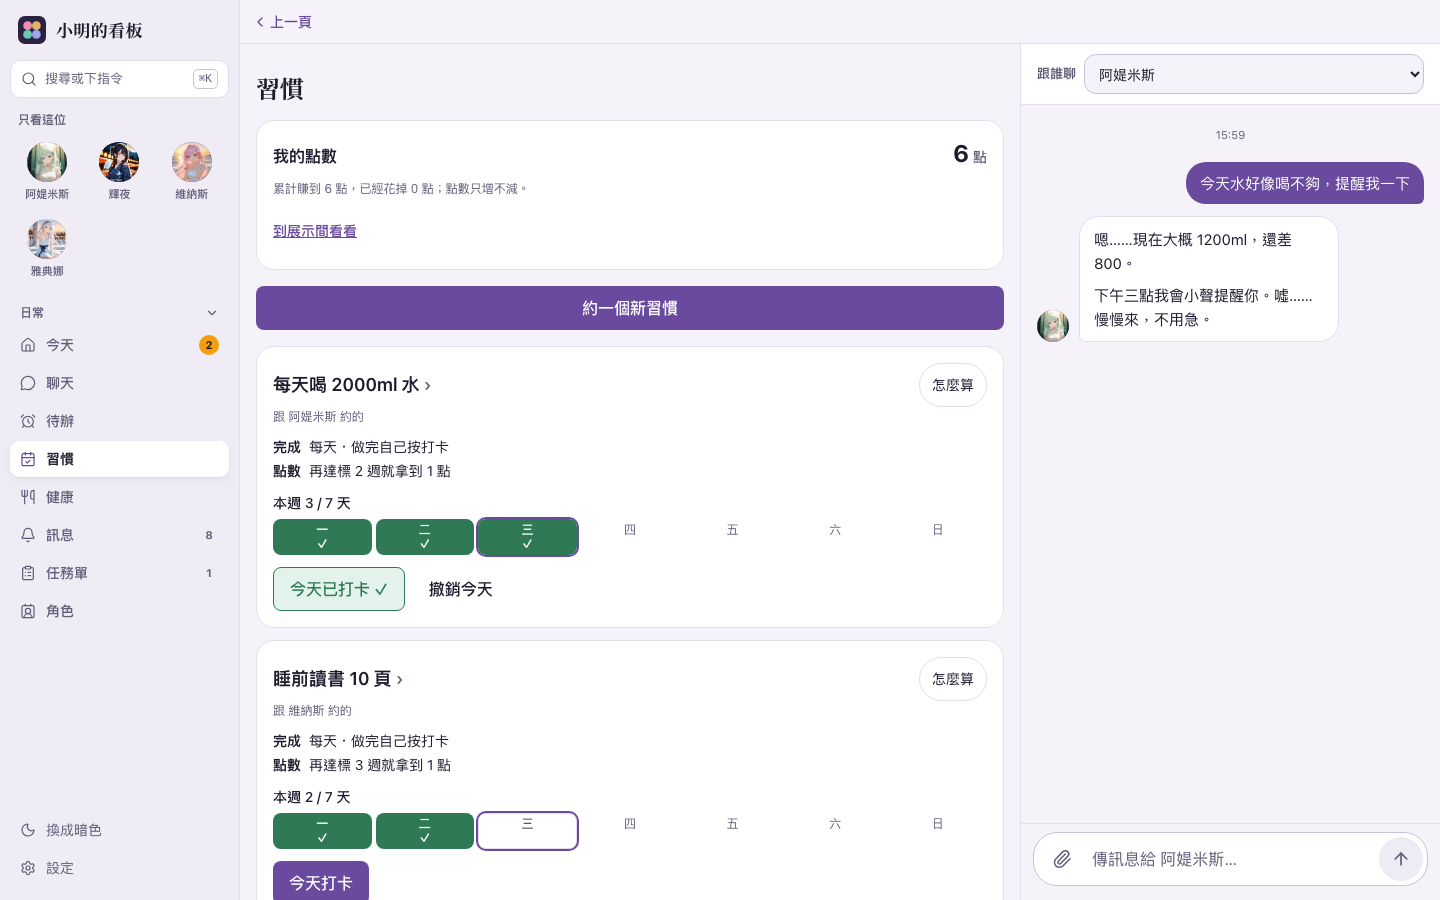 小明的看板
搜尋或下指令
⌘K
只看這位
阿媞米斯
輝夜
維納斯
雅典娜
日常
今天
2
聊天
待辦
習慣
健康
訊息
8
任務單
1
角色
換成暗色
設定
上一頁
習慣
我的點數
6 點
累計賺到 6 點，已經花掉 0 點；點數只增不減。
到展示間看看
約一個新習慣
每天喝 2000ml 水 ›
怎麼算
跟 阿媞米斯 約的
完成 每天・做完自己按打卡
點數 再達標 2 週就拿到 1 點
本週 3 / 7 天
一 二 三 四 五 六 日
✓ ✓ ✓
今天已打卡 ✓
撤銷今天
睡前讀書 10 頁 ›
怎麼算
跟 維納斯 約的
完成 每天・做完自己按打卡
點數 再達標 3 週就拿到 1 點
本週 2 / 7 天
一 二 三 四 五 六 日
✓ ✓
今天打卡
跟誰聊
阿媞米斯
15:59
今天水好像喝不夠，提醒我一下
嗯……現在大概 1200ml，還差
800。
下午三點我會小聲提醒你。噓……
慢慢來，不用急。
傳訊息給 阿媞米斯…